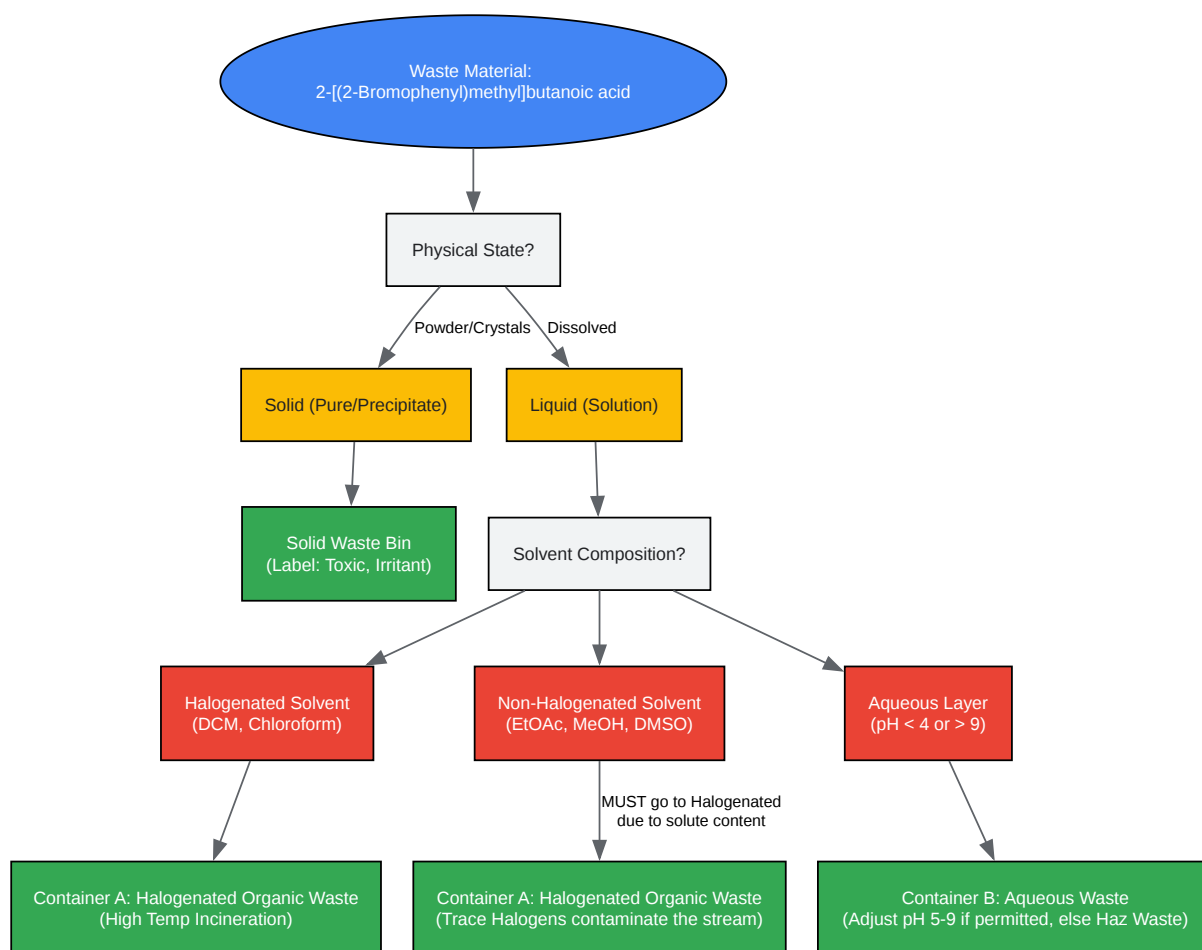 Waste Material:
2-[(2-Bromophenyl)methyl]butanoic acid
Physical State?
Powder/Crystals
Dissolved
Solid (Pure/Precipitate)
Liquid (Solution)
Solid Waste Bin
(Label: Toxic, Irritant)
Solvent Composition?
Halogenated Solvent
(DCM, Chloroform)
Non-Halogenated Solvent
(EtOAc, MeOH, DMSO)
Aqueous Layer
(pH < 4 or > 9)
MUST go to Halogenated
due to solute content
Container A: Halogenated Organic Waste
(High Temp Incineration)
Container A: Halogenated Organic Waste
(Trace Halogens contaminate the stream)
Container B: Aqueous Waste
(Adjust pH 5-9 if permitted, else Haz Waste)